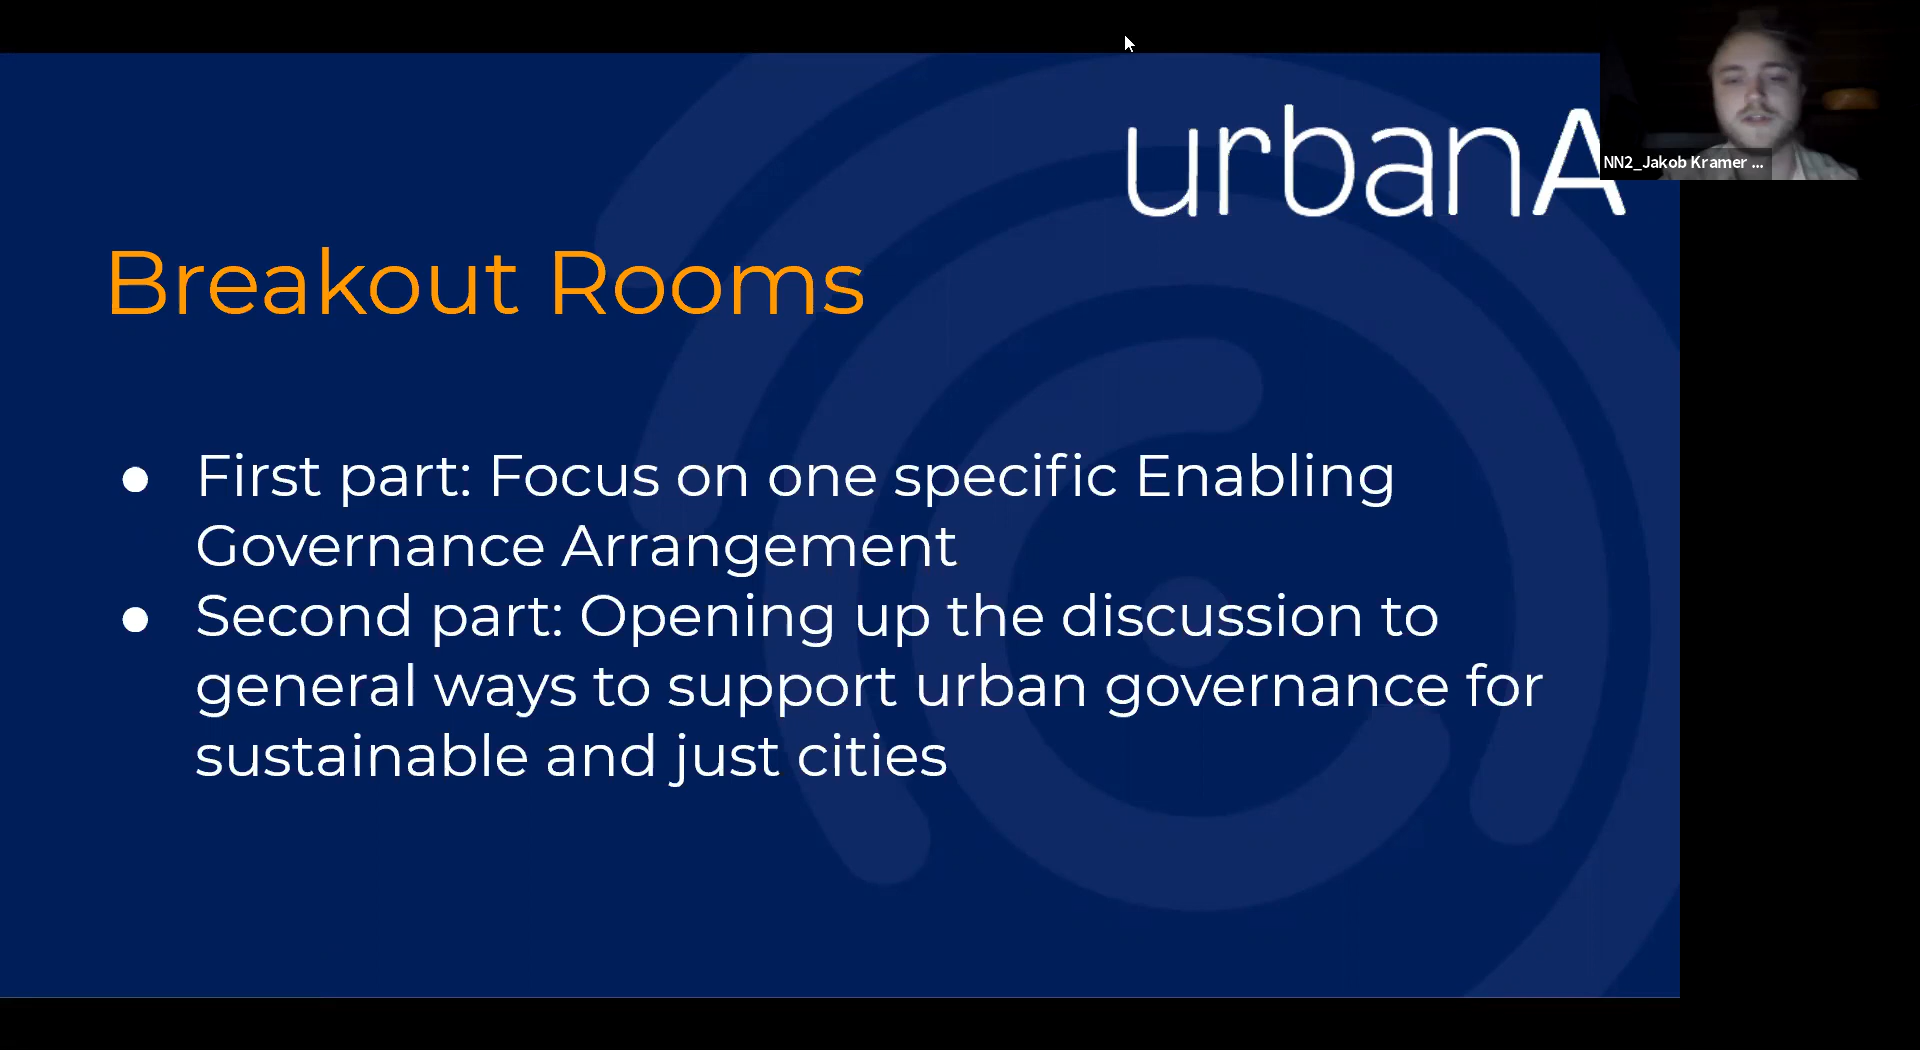 urbanA
NN2_Jakob Kramer ...
Breakout Rooms
● First part: Focus on one specific Enabling
Governance Arrangement
● Second part: Opening up the discussion to
general ways to support urban governance for
sustainable and just cities